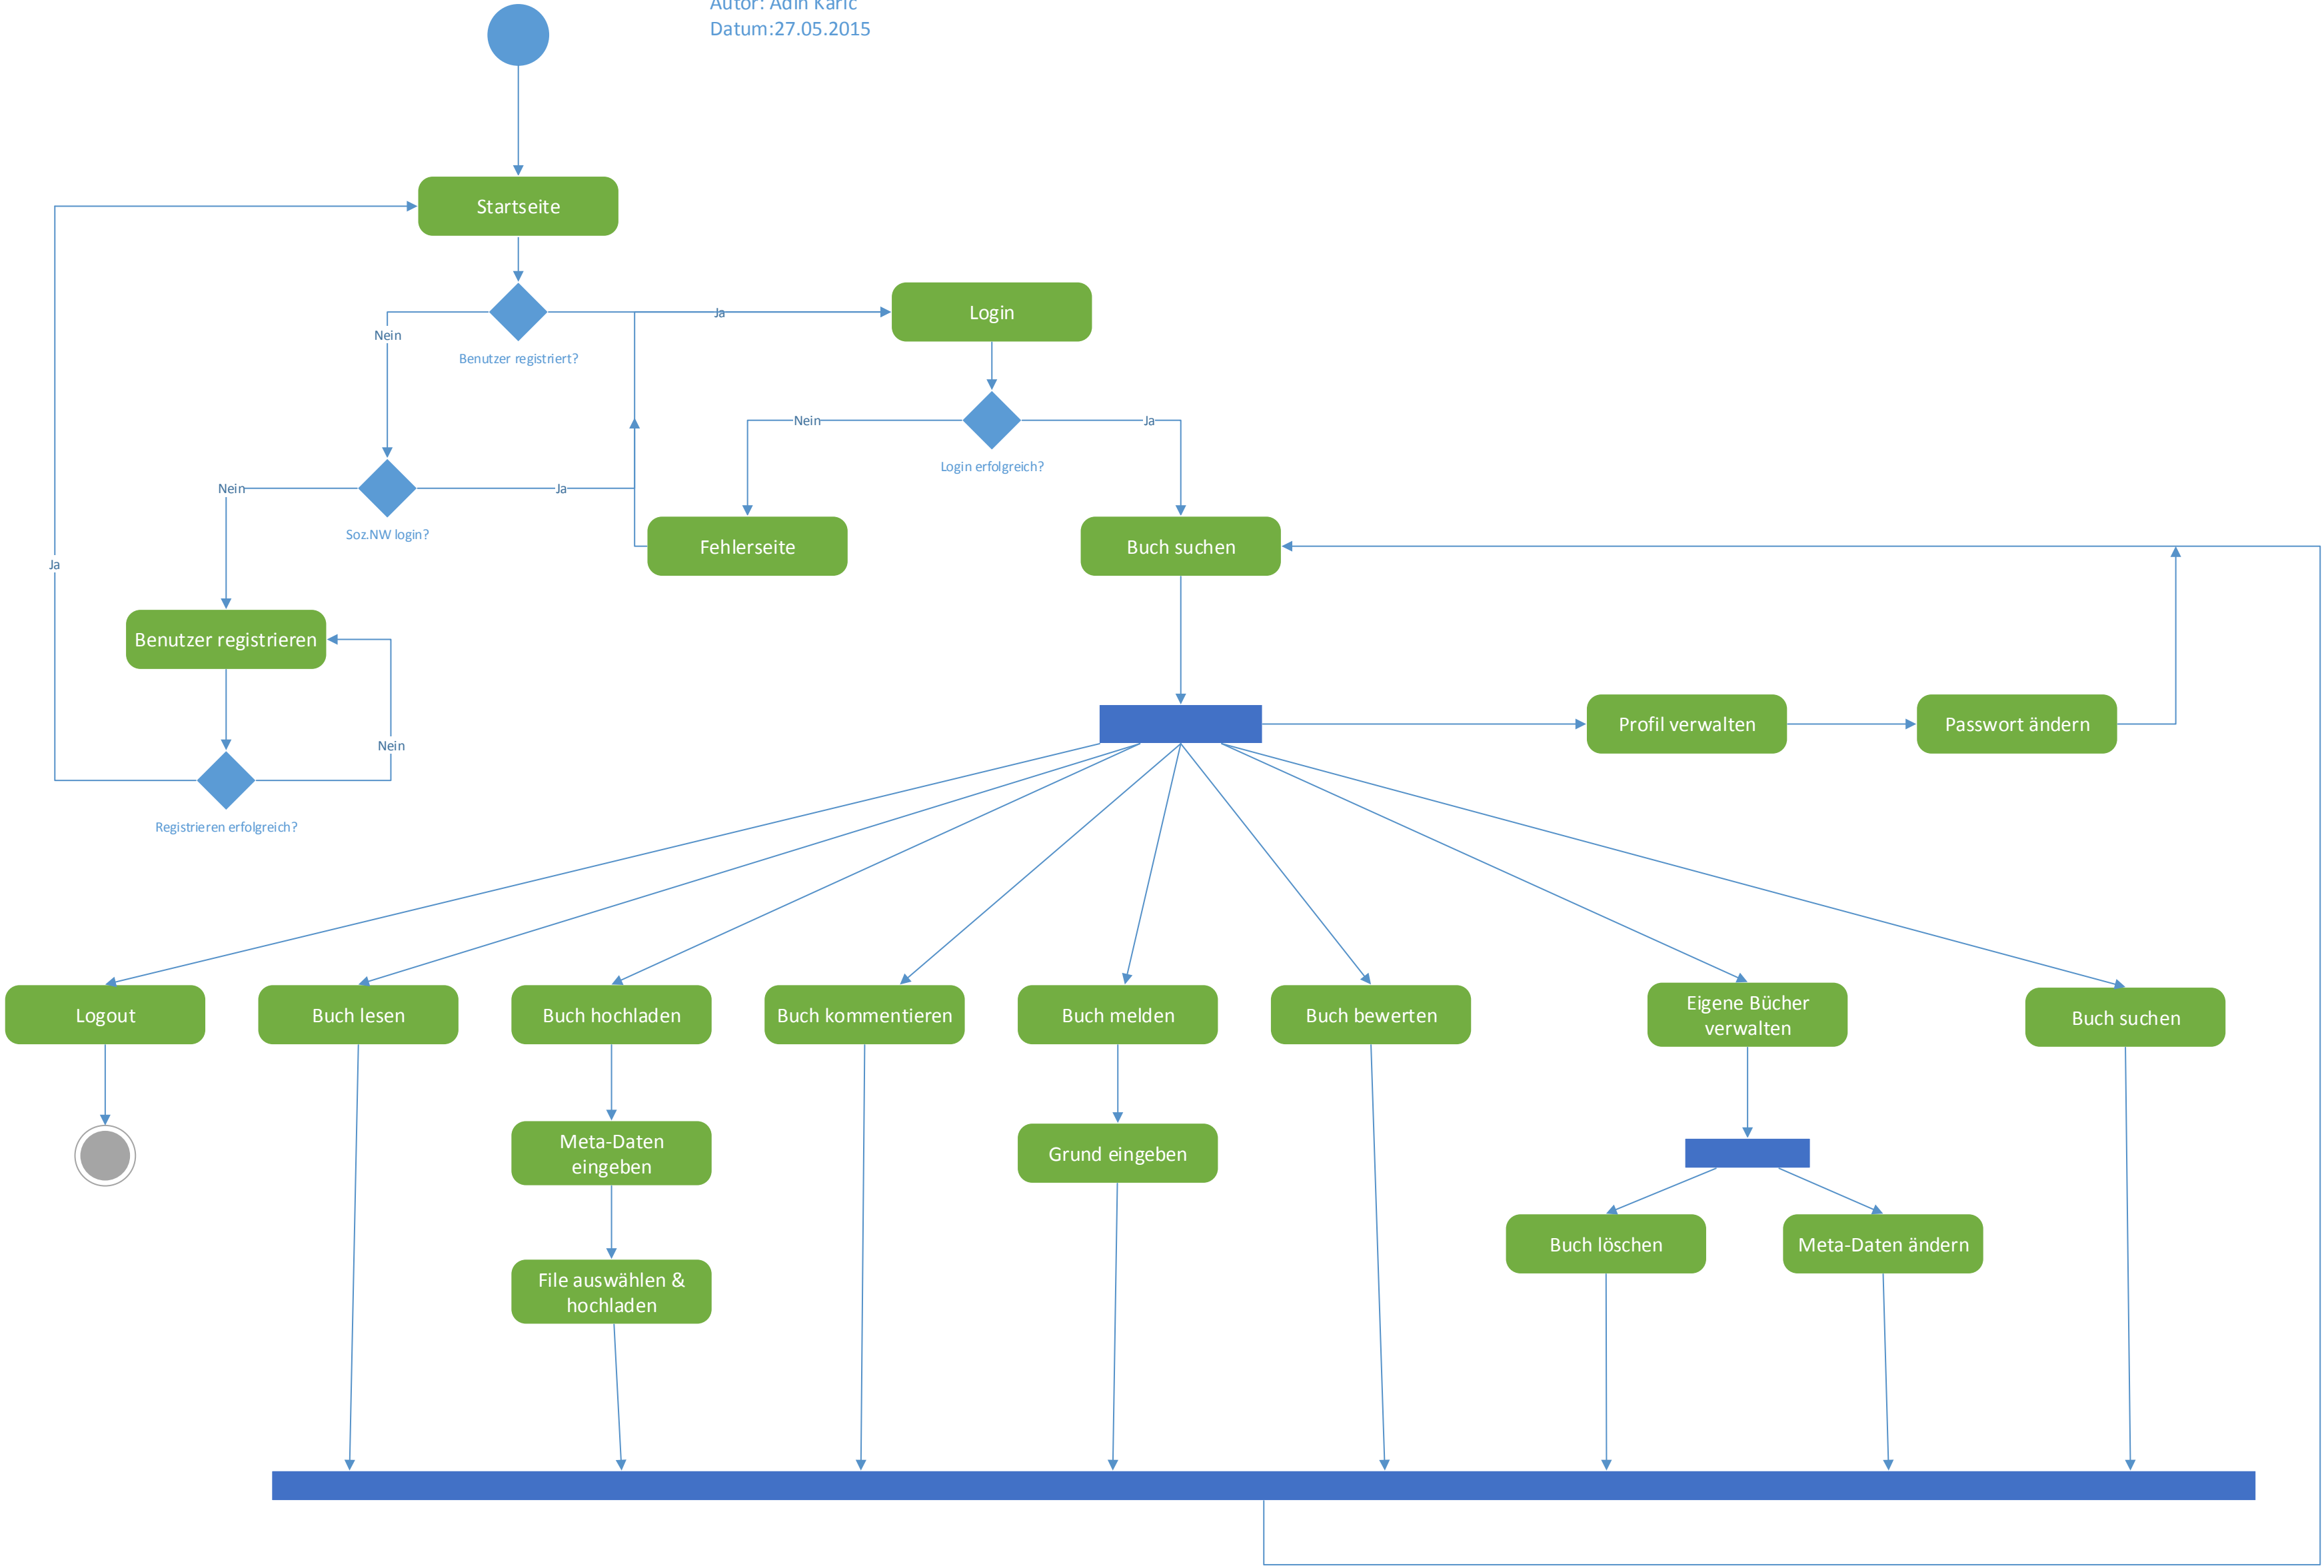 Autor: Adin Karic
Datum:27.05.2015
Startseite
Ja
Login
Nein
Benutzer registriert?
Nein
Ja
Login erfolgreich?
Nein
Ja
Soz.NW login?
Fehlerseite
Buch suchen
Ja
Benutzer registrieren
Profil verwalten
Passwort ändern
Nein
Registrieren erfolgreich?
Logout
Buch lesen
Buch hochladen
Buch kommentieren
Buch melden
Buch bewerten
Eigene Bücher
verwalten
Buch suchen
Meta-Daten
eingeben
Grund eingeben
Buch löschen
Meta-Daten ändern
File auswählen &
hochladen